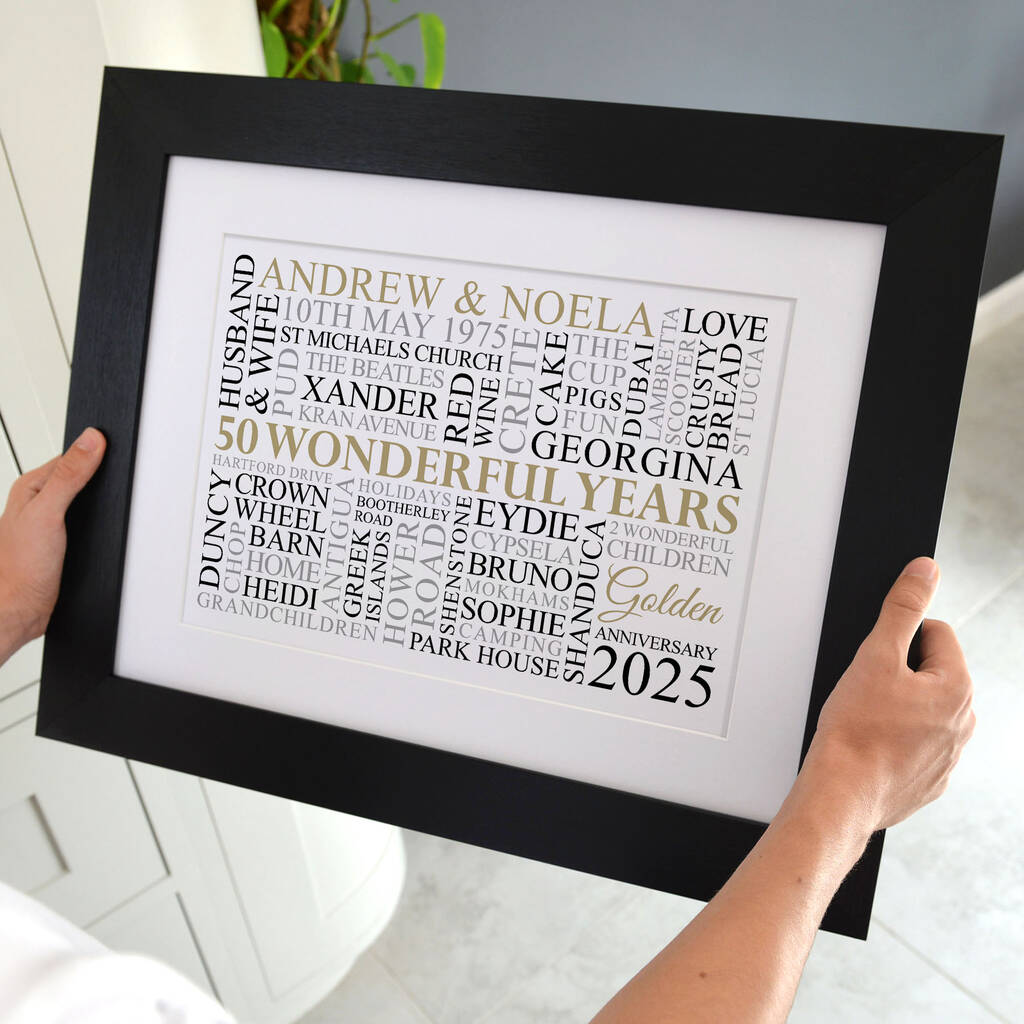 HUSBAND
& WIFE
ANDREW & NOELA
10TH MAY 1975
ST MICHAELS CHURCH
PUD
THE BEATLES
XANDER
KRAN AVENUE
RED
WINE
CRETE
CAKE
THE
CUP
PIGS
FUN
DUBAI
LAMBRETTA
SCOOTER
LOVE
CRUSTY
BREAD
ST LUCIA
GEORGINA
50 WONDERFUL YEARS
HARTFORD DRIVE
DUNCY
CROWN
WHEEL
CHOP
BARN
HOME
HEIDI
GRANDCHILDREN
ANTIGUA
HOLIDAYS
BOOTHERLEY
ROAD
GREEK
ISLANDS
HOWER
ROAD
SHENSTONE
EYDIE
CYPSELA
BRUNO
MOKHAMS
SOPHIE
CAMPING
PARK HOUSE
SHANDUCA
2 WONDERFUL
CHILDREN
Golden
ANNIVERSARY
2025